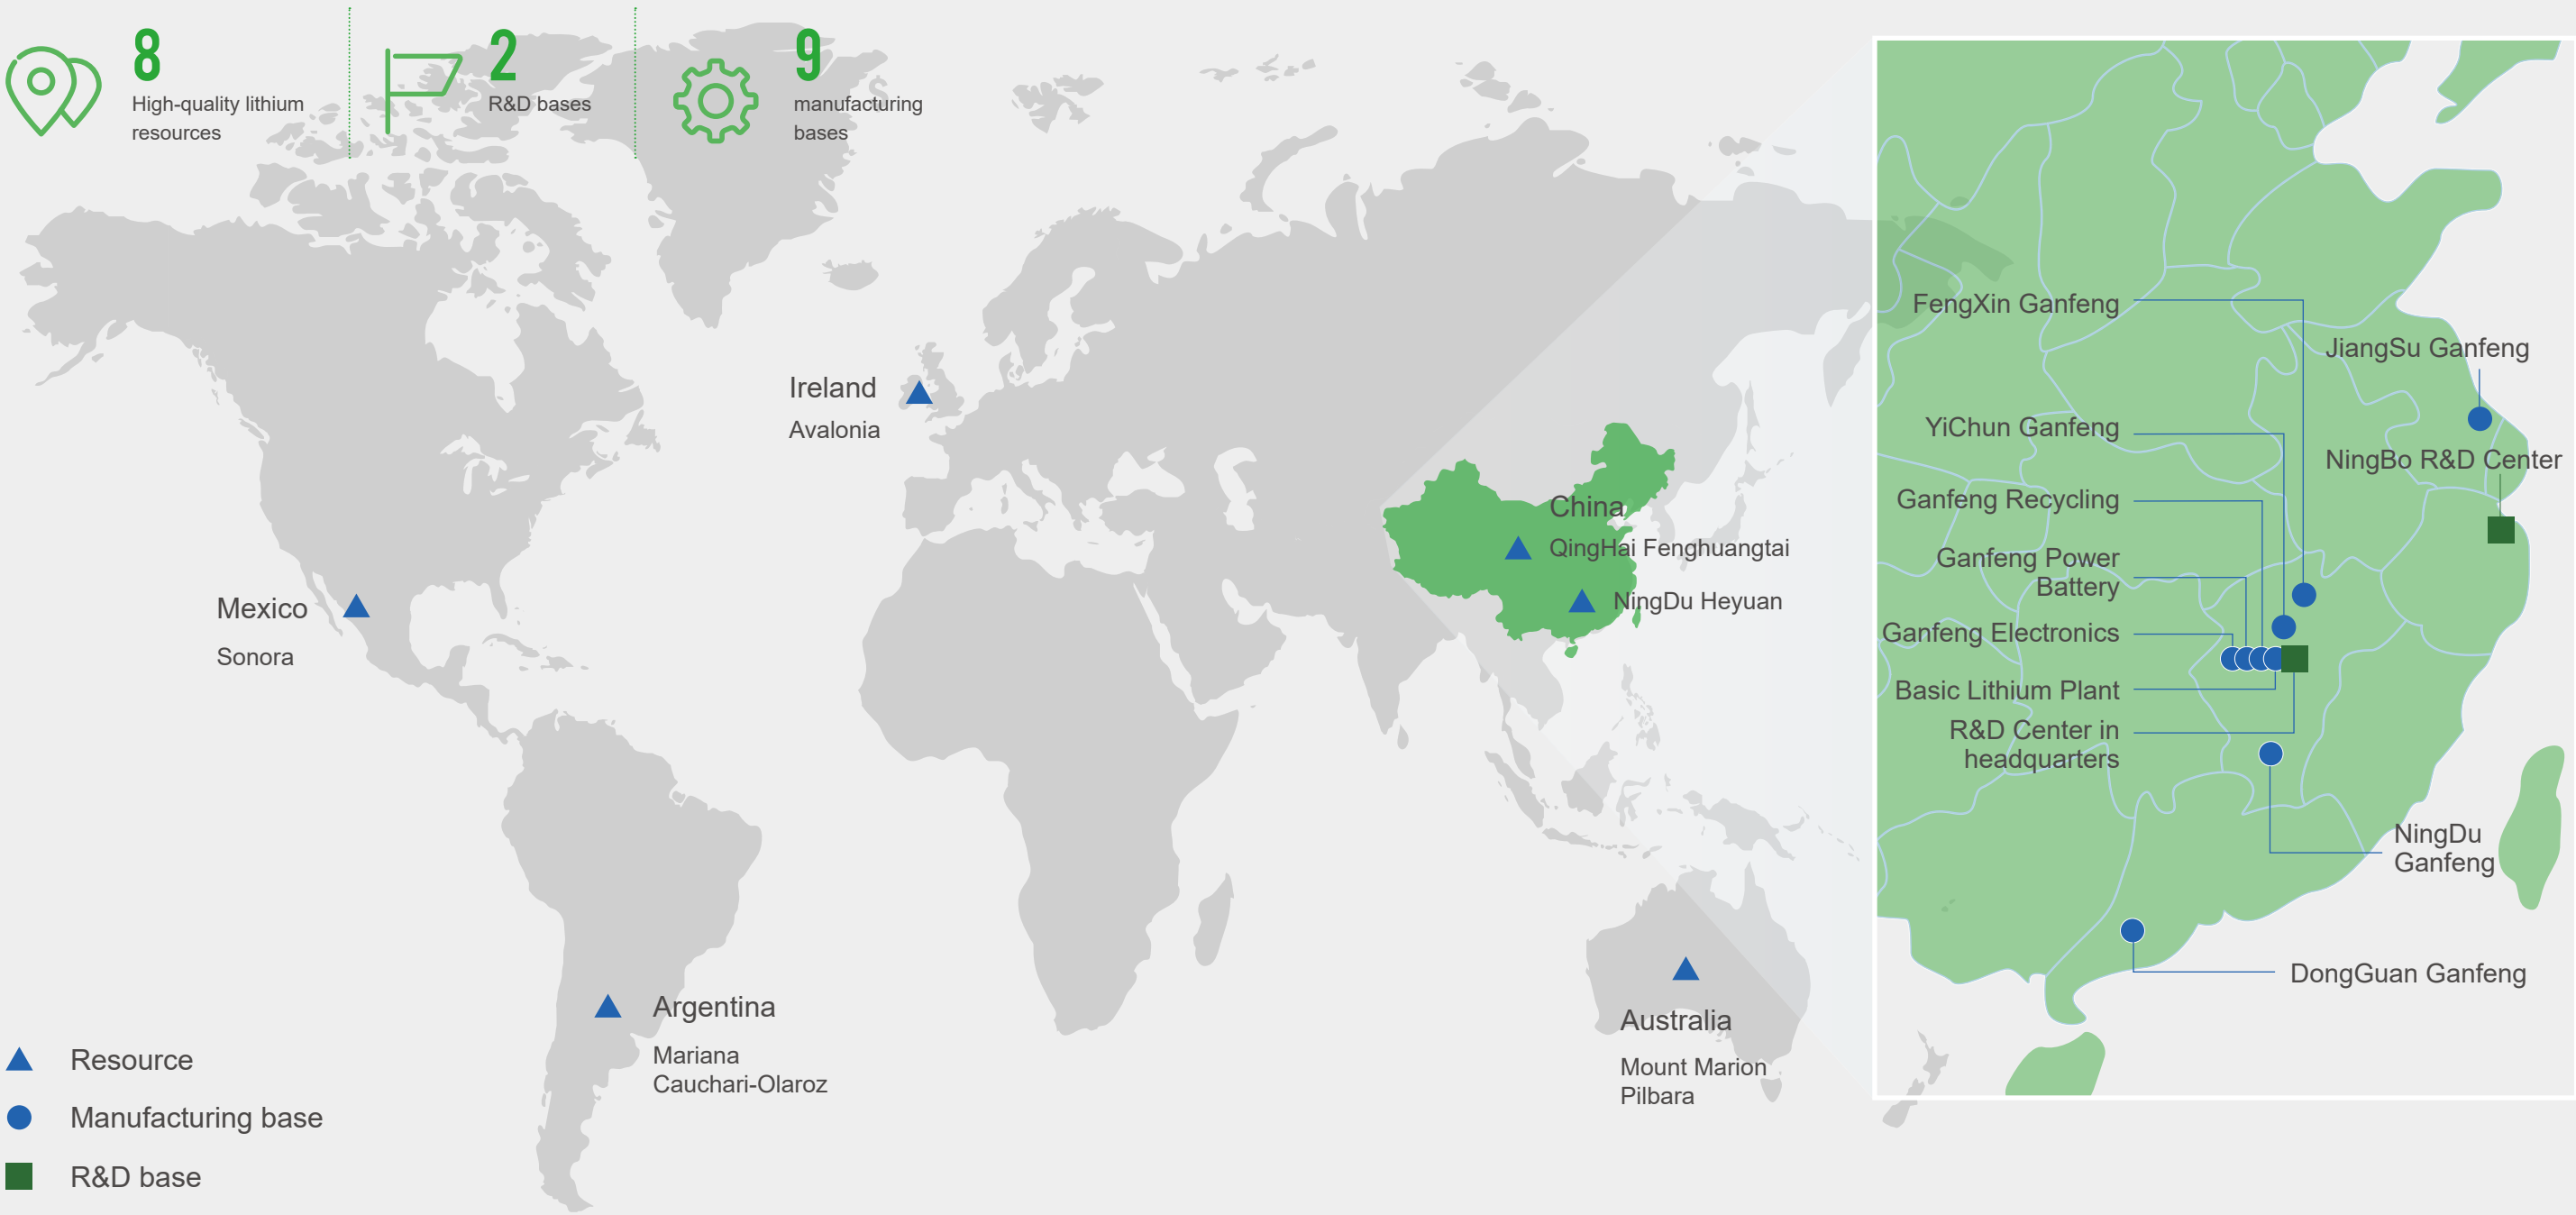 8
High-quality lithium
resources
2
R&D bases
9
manufacturing
bases
Ireland
Avalonia
Mexico
Sonora
Argentina
Mariana
Cauchari-Olaroz
China
QingHai Fenghuangtai
NingDu Heyuan
Australia
Mount Marion
Pilbara
FengXin Ganfeng
JiangSu Ganfeng
YiChun Ganfeng
NingBo R&D Center
Ganfeng Recycling
Ganfeng Power
Battery
Ganfeng Electronics
Basic Lithium Plant
R&D Center in
headquarters
NingDu
Ganfeng
DongGuan Ganfeng
Resource
Manufacturing base
R&D base